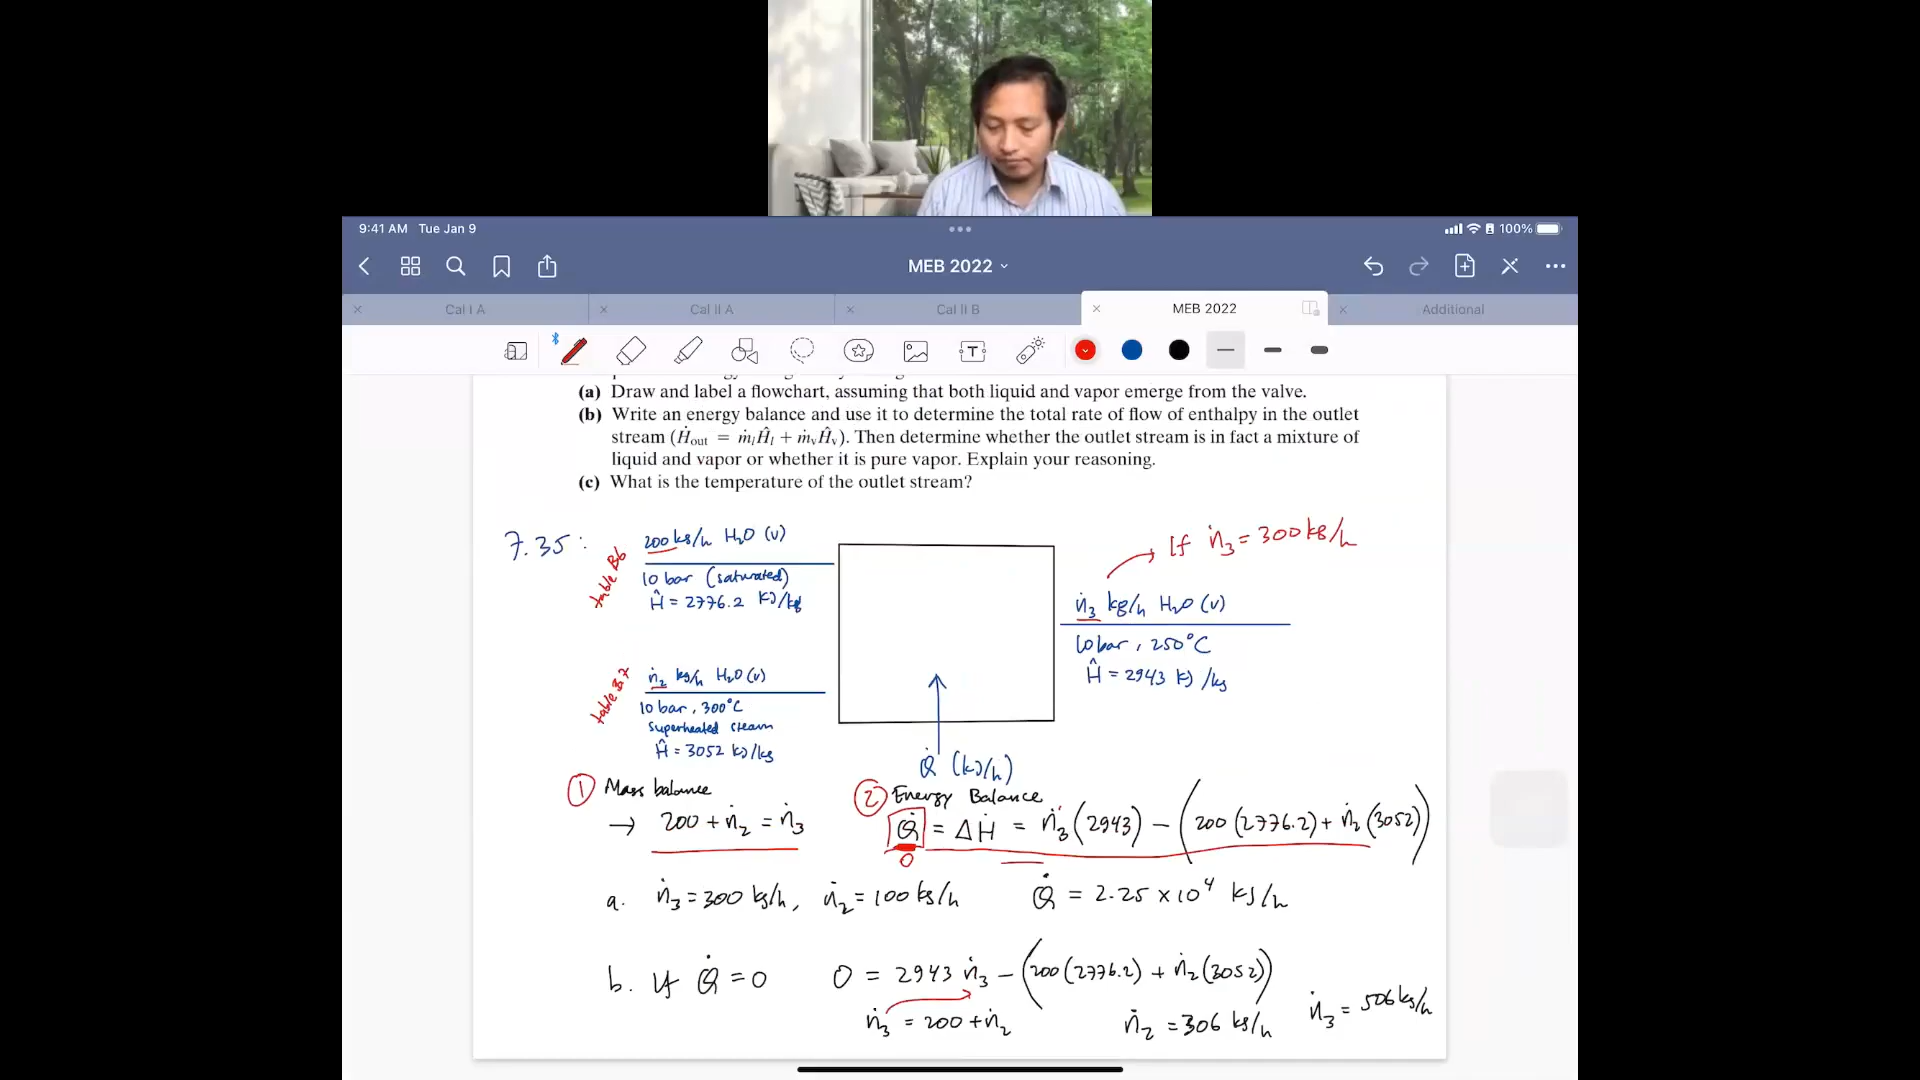 9:41 AM Tue Jan 9
100%
MEB 2022
Cal I A
Cal II A
Cal II B
MEB 2022
Additional
(a) Draw and label a flowchart, assuming that both liquid and vapor emerge from the valve.
(b) Write an energy balance and use it to determine the total rate of flow of enthalpy in the outlet
stream (Ḣout = ṁlĤl + ṁvĤv). Then determine whether the outlet stream is in fact a mixture of
liquid and vapor or whether it is pure vapor. Explain your reasoning.
(c) What is the temperature of the outlet stream?
7.35:
table B6
200 kg/h H2O (v)
10 bar (saturated)
Ĥ = 2776.2 kJ/kg
If ṅ3 = 300 kg/h
ṅ3 kg/h H2O (v)
10 bar, 250°C
Ĥ = 2943 kJ/kg
table B.7
ṅ2 kg/h H2O (v)
10 bar, 300°C
Superheated steam
Ĥ = 3052 kJ/kg
Q̇ (kJ/h)
① Mass balance
→ 200 + ṅ2 = ṅ3
② Energy Balance
Q̇ = ΔḢ = ṅ3 (2943) − (200 (2776.2) + ṅ2 (3052))
0
a. ṅ3 = 300 kg/h, ṅ2 = 100 kg/h Q̇ = 2.25 × 10⁴ kJ/h
b. If Q̇ = 0 0 = 2943 ṅ3 − (200 (2776.2) + ṅ2 (3052))
ṅ3 = 200 + ṅ2 ṅ2 = 306 kg/h ṅ3 = 506 kg/h